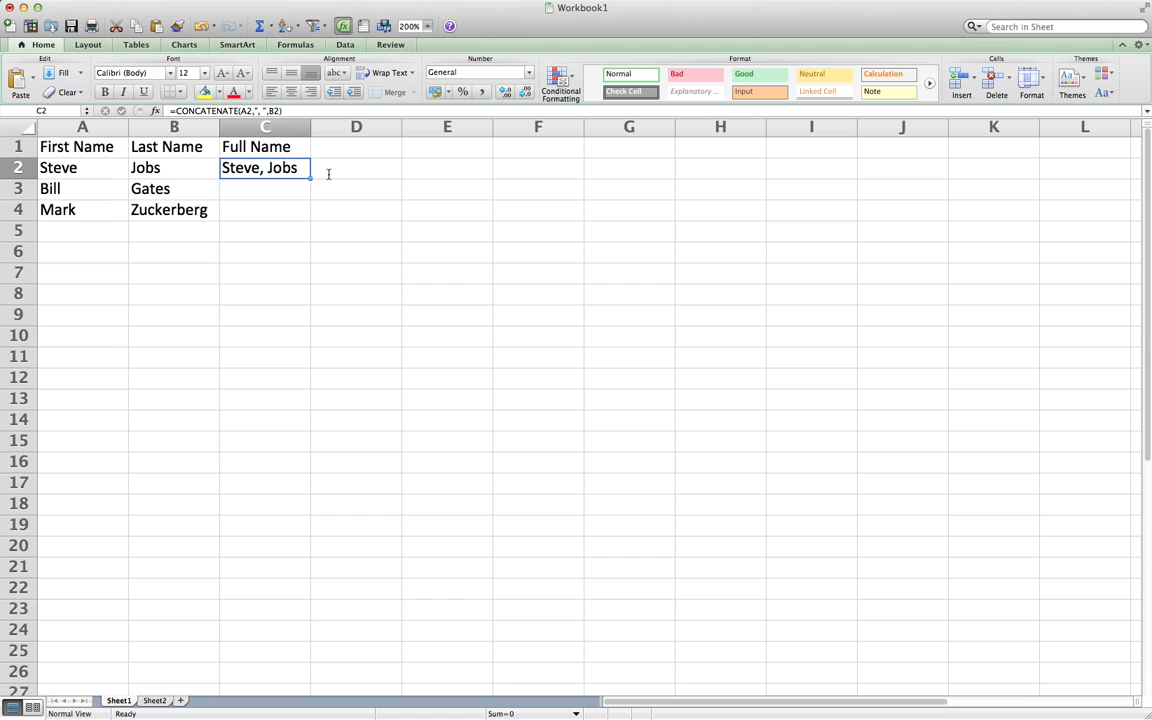 Workbook1
200%
Search in Sheet
Home Layout Tables Charts SmartArt Formulas Data Review
Edit Font Alignment Number Format Cells Themes
Paste
Fill
Clear
Calibri (Body) 12
B I U
abc
Wrap Text
Merge
General
Conditional
Formatting
Normal Bad Good Neutral Calculation
Check Cell Explanatory ... Input Linked Cell Note
Insert Delete Format Themes
C2 fx =CONCATENATE(A2,", ",B2)
A B C D E F G H I J K L
1 First Name Last Name Full Name
2 Steve Jobs Steve, Jobs
3 Bill Gates
4 Mark Zuckerberg
5
6
7
8
9
10
11
12
13
14
15
16
17
18
19
20
21
22
23
24
25
26
27
Sheet1 Sheet2 +
Normal View Ready Sum=0